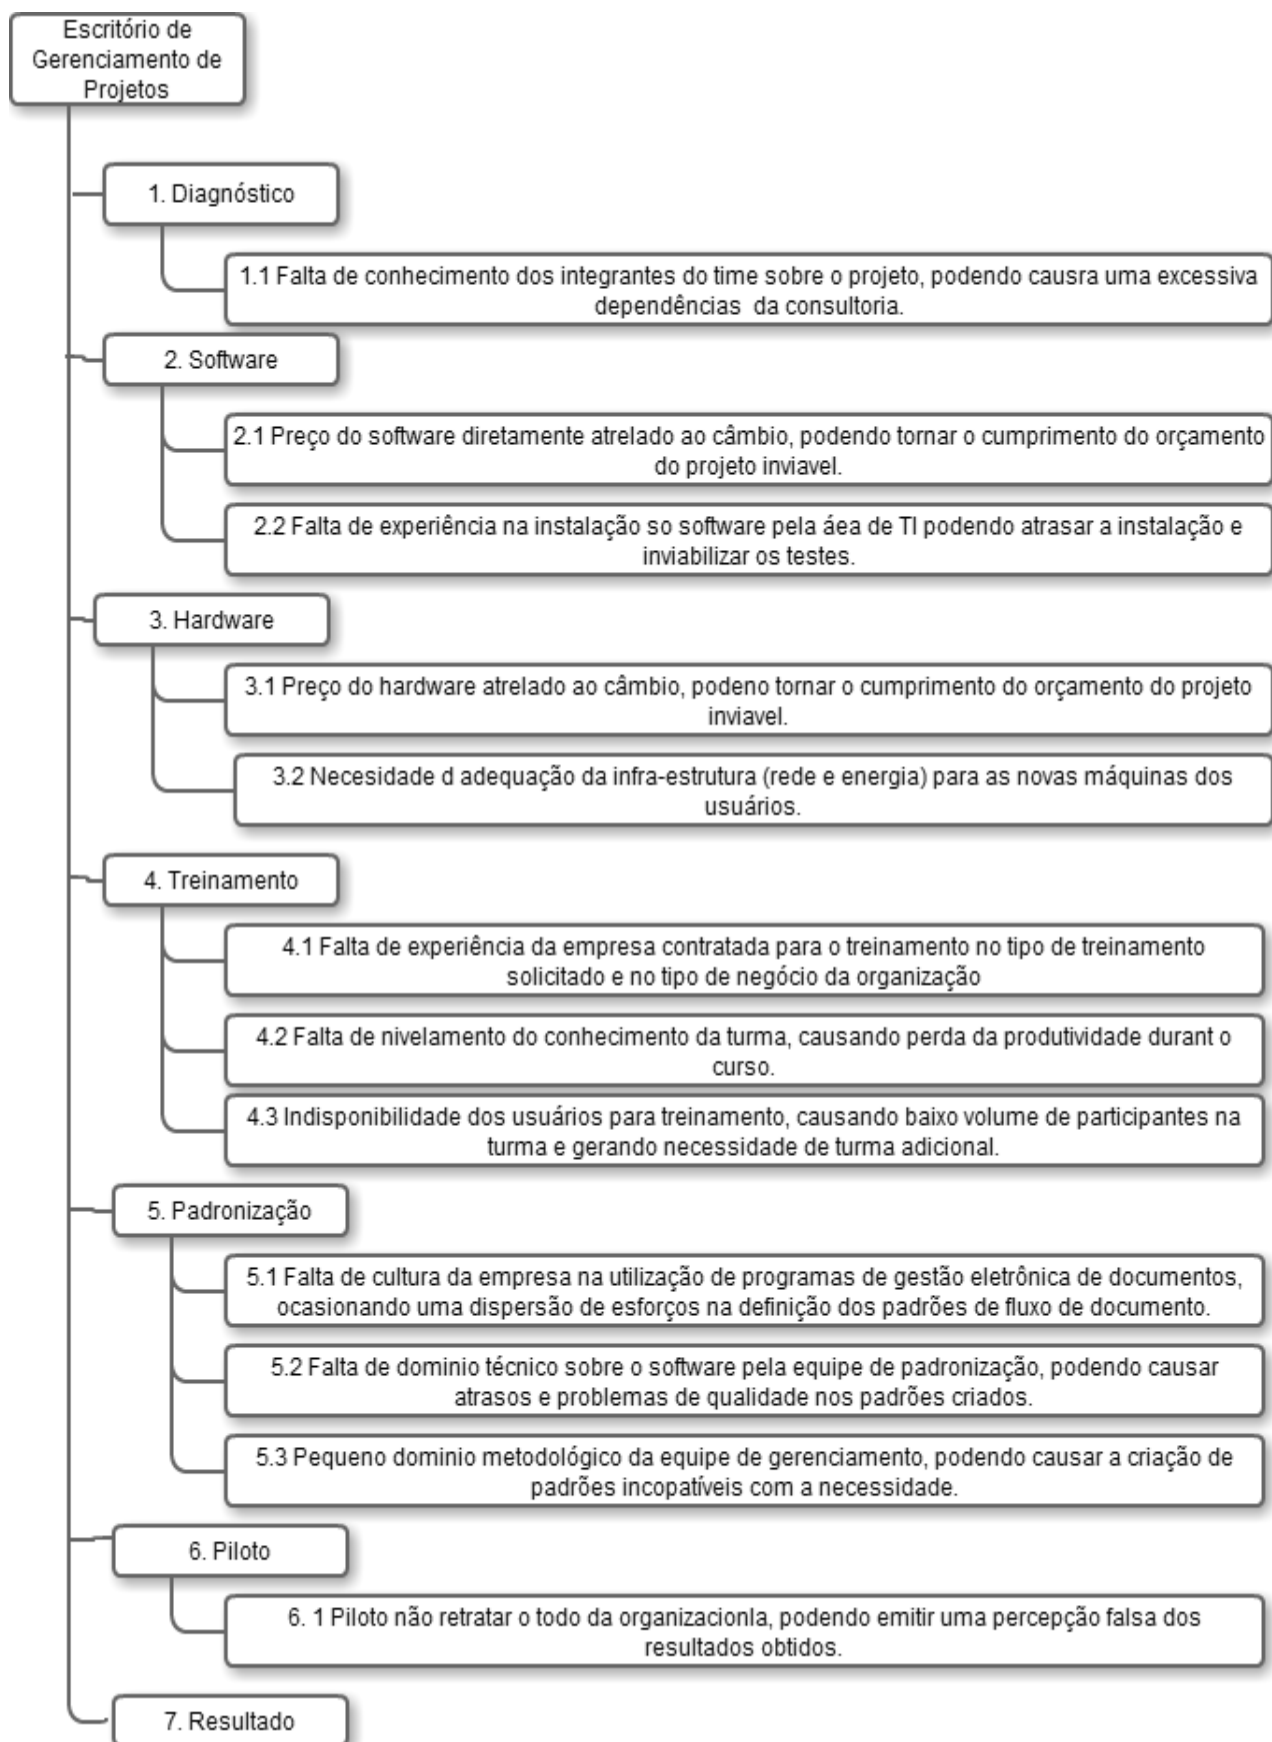 Escritório de
Gerenciamento de
Projetos
1. Diagnóstico
1.1 Falta de conhecimento dos integrantes do time sobre o projeto, podendo causra uma excessiva
dependências da consultoria.
2. Software
2.1 Preço do software diretamente atrelado ao câmbio, podendo tornar o cumprimento do orçamento
do projeto inviavel.
2.2 Falta de experiência na instalação so software pela áea de TI podendo atrasar a instalação e
inviabilizar os testes.
3. Hardware
3.1 Preço do hardware atrelado ao câmbio, podeno tornar o cumprimento do orçamento do projeto
inviavel.
3.2 Necesidade d adequação da infra-estrutura (rede e energia) para as novas máquinas dos
usuários.
4. Treinamento
4.1 Falta de experiência da empresa contratada para o treinamento no tipo de treinamento
solicitado e no tipo de negócio da organização
4.2 Falta de nivelamento do conhecimento da turma, causando perda da produtividade durant o
curso.
4.3 Indisponibilidade dos usuários para treinamento, causando baixo volume de participantes na
turma e gerando necessidade de turma adicional.
5. Padronização
5.1 Falta de cultura da empresa na utilização de programas de gestão eletrônica de documentos,
ocasionando uma dispersão de esforços na definição dos padrões de fluxo de documento.
5.2 Falta de dominio técnico sobre o software pela equipe de padronização, podendo causar
atrasos e problemas de qualidade nos padrões criados.
5.3 Pequeno dominio metodológico da equipe de gerenciamento, podendo causar a criação de
padrões incopatíveis com a necessidade.
6. Piloto
6. 1 Piloto não retratar o todo da organizacionla, podendo emitir uma percepção falsa dos
resultados obtidos.
7. Resultado